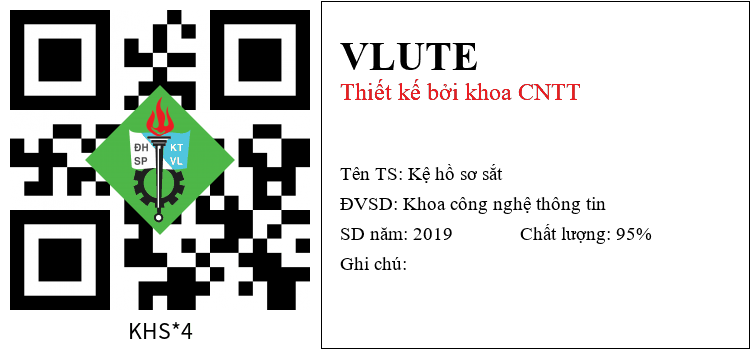 ĐH KT
SP VL
KHS*4
VLUTE
Thiết kế bởi khoa CNTT
Tên TS: Kệ hồ sơ sắt
ĐVSD: Khoa công nghệ thông tin
SD năm: 2019 Chất lượng: 95%
Ghi chú: